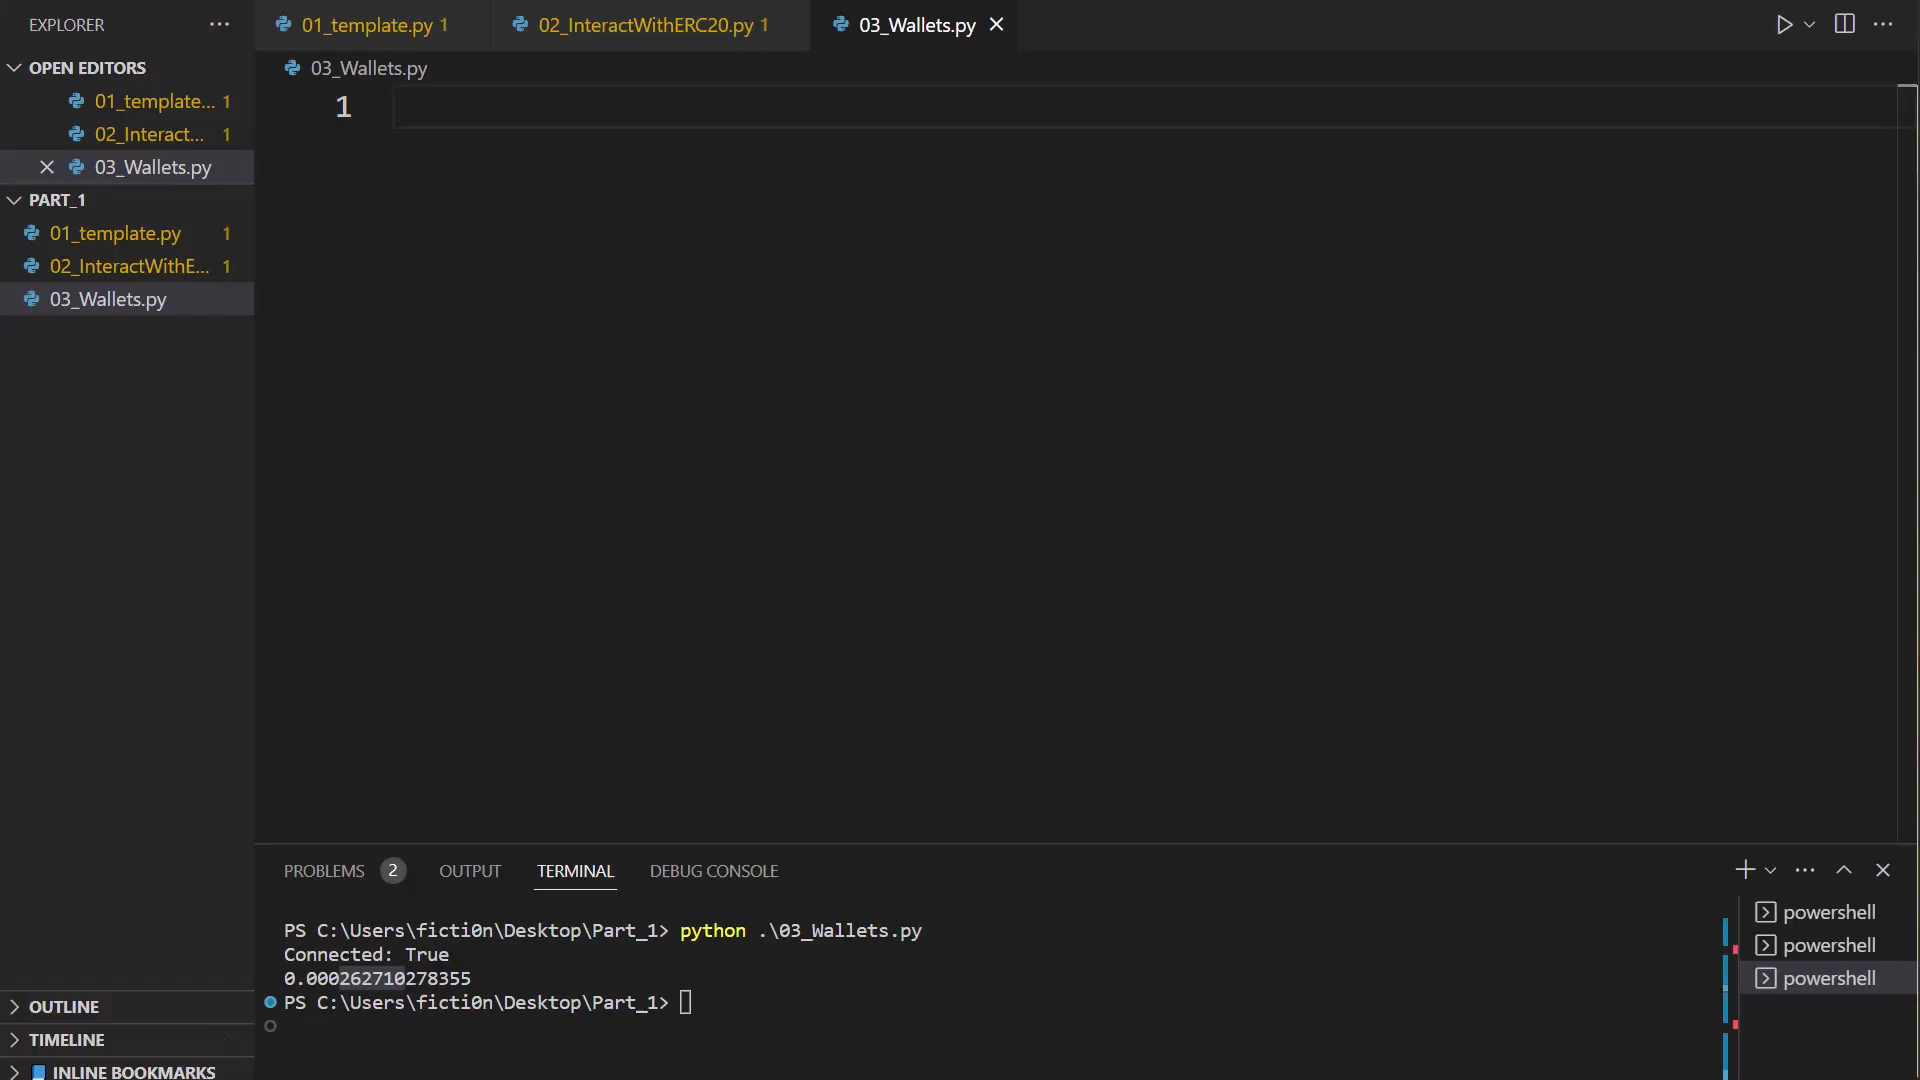 EXPLORER
OPEN EDITORS
01_template... 1
02_Interact... 1
03_Wallets.py
PART_1
01_template.py 1
02_InteractWithE... 1
03_Wallets.py
OUTLINE
TIMELINE
INLINE BOOKMARKS
01_template.py 1
02_InteractWithERC20.py 1
03_Wallets.py
03_Wallets.py
1
PROBLEMS 2
OUTPUT
TERMINAL
DEBUG CONSOLE
PS C:\Users\ficti0n\Desktop\Part_1> python .\03_Wallets.py
Connected: True
0.000262710278355
PS C:\Users\ficti0n\Desktop\Part_1>
powershell
powershell
powershell